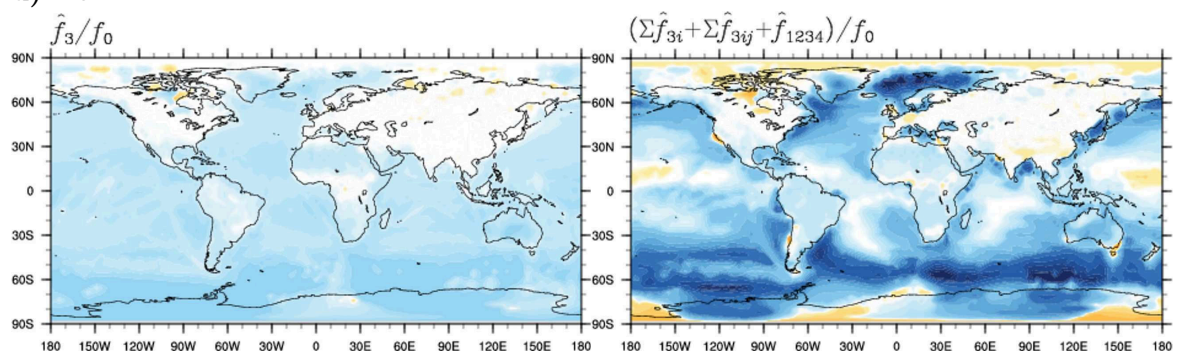 f̂₃/f₀
(Σf̂₃ᵢ+Σf̂₃ᵢⱼ+f̂₁₂₃₄)/f₀
90N 90N
60N 60N
30N 30N
0 0
30S 30S
60S 60S
90S 90S
180 150W 120W 90W 60W 30W 0 30E 60E 90E 120E 150E 180
180 150W 120W 90W 60W 30W 0 30E 60E 90E 120E 150E 180